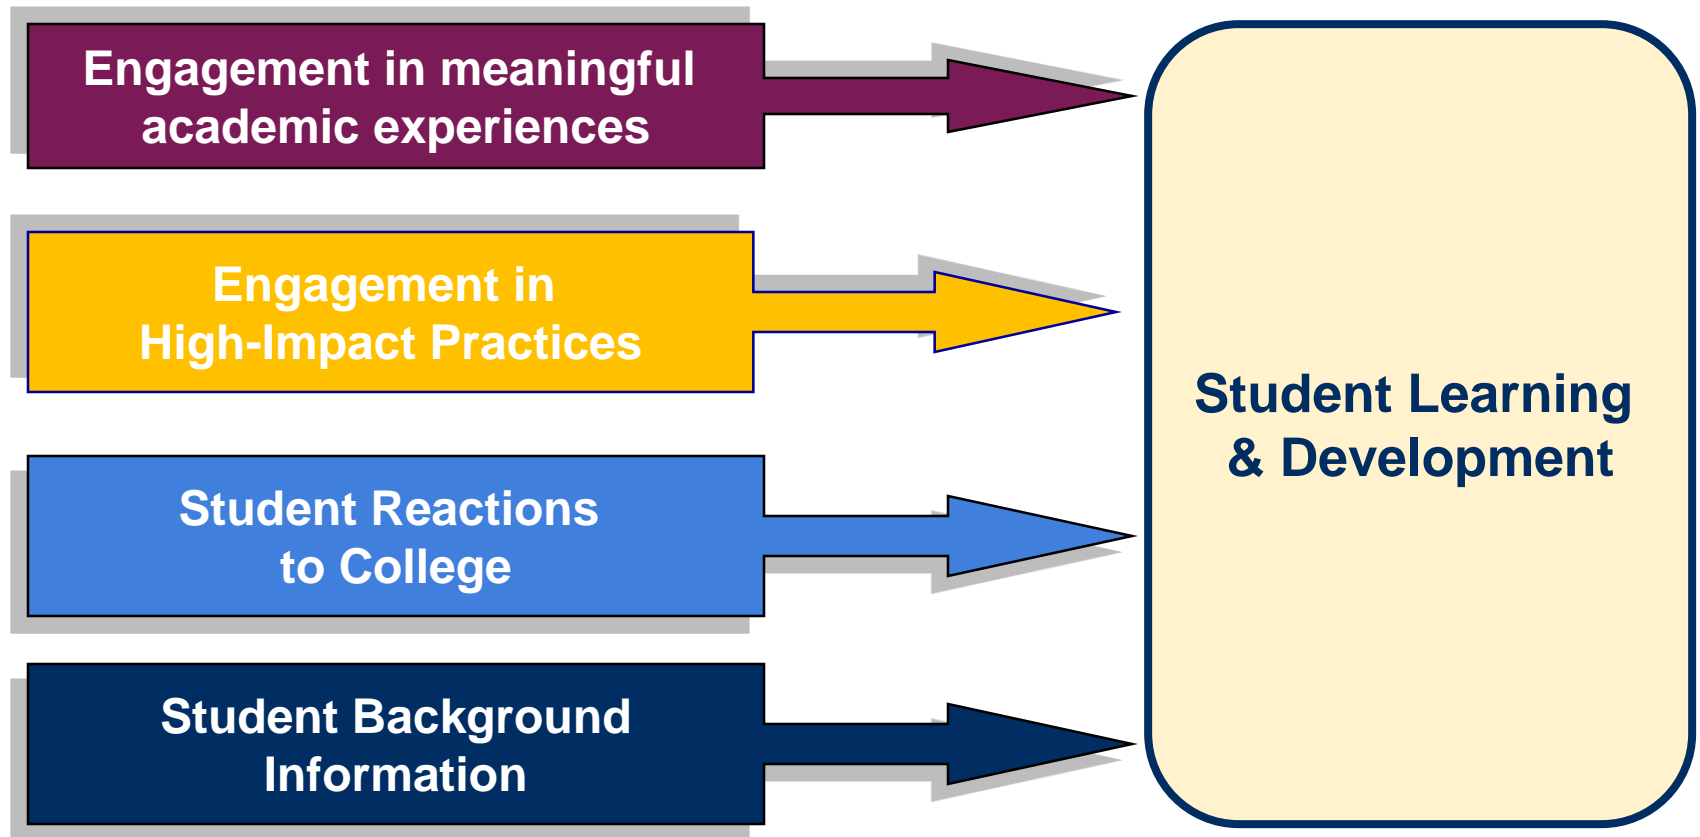 Engagement in meaningful
academic experiences
Engagement in
High-Impact Practices
Student Reactions
to College
Student Background
Information
Student Learning
& Development